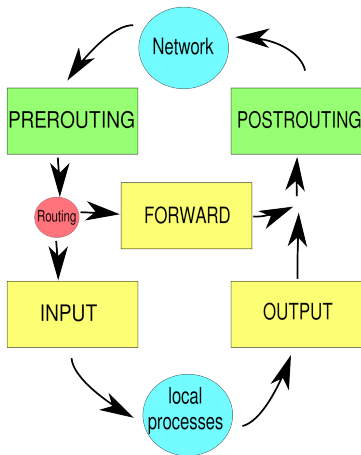 Network
PREROUTING
POSTROUTING
Routing
FORWARD
INPUT
OUTPUT
local
processes